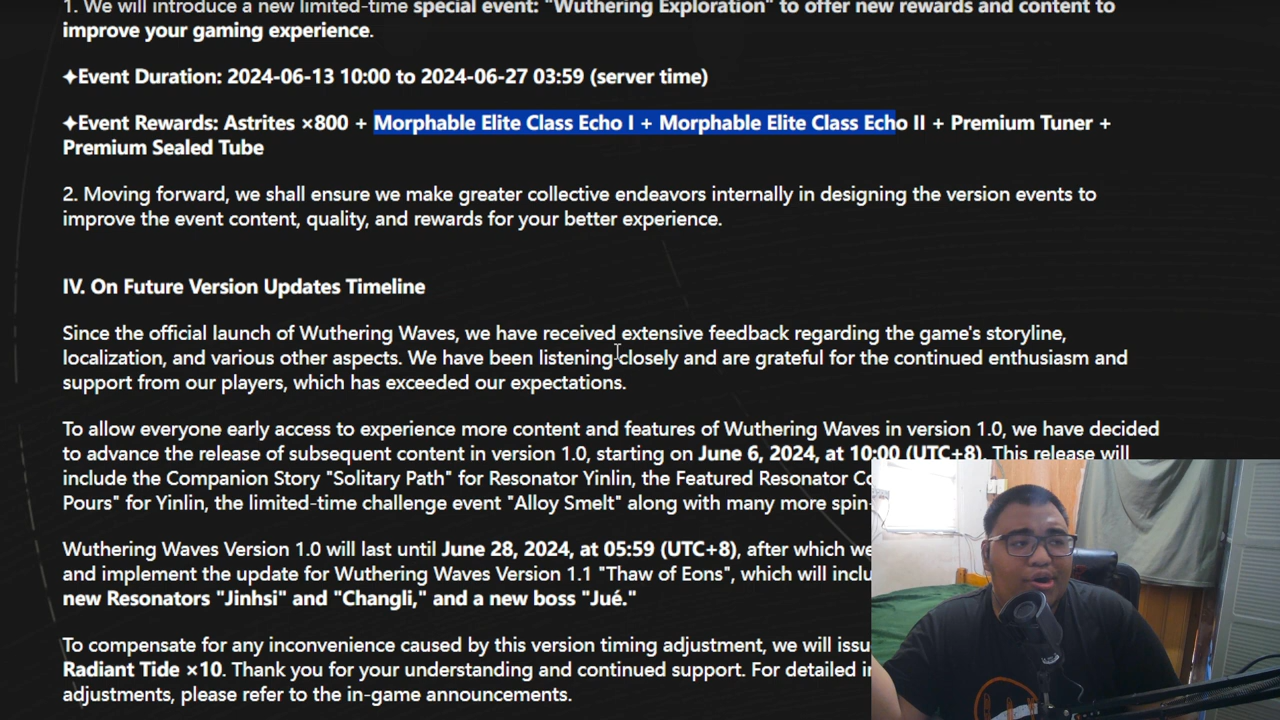 1. We will introduce a new limited-time special event: "Wuthering Exploration" to offer new rewards and content to
improve your gaming experience.
✦Event Duration: 2024-06-13 10:00 to 2024-06-27 03:59 (server time)
✦Event Rewards: Astrites ×800 + Morphable Elite Class Echo I + Morphable Elite Class Echo II + Premium Tuner +
Premium Sealed Tube
2. Moving forward, we shall ensure we make greater collective endeavors internally in designing the version events to
improve the event content, quality, and rewards for your better experience.
IV. On Future Version Updates Timeline
Since the official launch of Wuthering Waves, we have received extensive feedback regarding the game's storyline,
localization, and various other aspects. We have been listening closely and are grateful for the continued enthusiasm and
support from our players, which has exceeded our expectations.
To allow everyone early access to experience more content and features of Wuthering Waves in version 1.0, we have decided
to advance the release of subsequent content in version 1.0, starting on June 6, 2024, at 10:00 (UTC+8). This release will
include the Companion Story "Solitary Path" for Resonator Yinlin, the Featured Resonator Co
Pours" for Yinlin, the limited-time challenge event "Alloy Smelt" along with many more spin-
Wuthering Waves Version 1.0 will last until June 28, 2024, at 05:59 (UTC+8), after which we
and implement the update for Wuthering Waves Version 1.1 "Thaw of Eons", which will inclu
new Resonators "Jinhsi" and "Changli," and a new boss "Jué."
To compensate for any inconvenience caused by this version timing adjustment, we will issu
Radiant Tide ×10. Thank you for your understanding and continued support. For detailed i
adjustments, please refer to the in-game announcements.